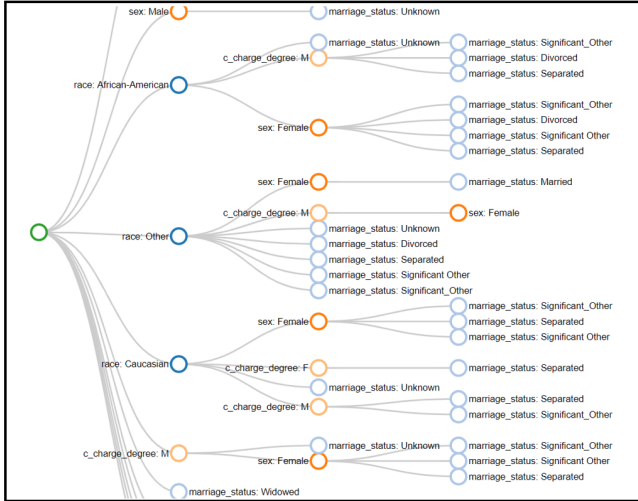 sex: Male
marriage_status: Unknown
marriage_status: Unknown
marriage_status: Significant_Other
c_charge_degree: M
marriage_status: Divorced
marriage_status: Separated
race: African-American
marriage_status: Significant_Other
marriage_status: Divorced
sex: Female
marriage_status: Significant Other
marriage_status: Separated
sex: Female
marriage_status: Married
c_charge_degree: M
sex: Female
marriage_status: Unknown
race: Other
marriage_status: Divorced
marriage_status: Separated
marriage_status: Significant Other
marriage_status: Significant_Other
marriage_status: Significant_Other
sex: Female
marriage_status: Separated
marriage_status: Significant Other
race: Caucasian
c_charge_degree: F
marriage_status: Separated
marriage_status: Unknown
marriage_status: Separated
c_charge_degree: M
marriage_status: Significant_Other
marriage_status: Unknown
marriage_status: Significant_Other
c_charge_degree: M
sex: Female
marriage_status: Significant Other
marriage_status: Separated
marriage_status: Widowed